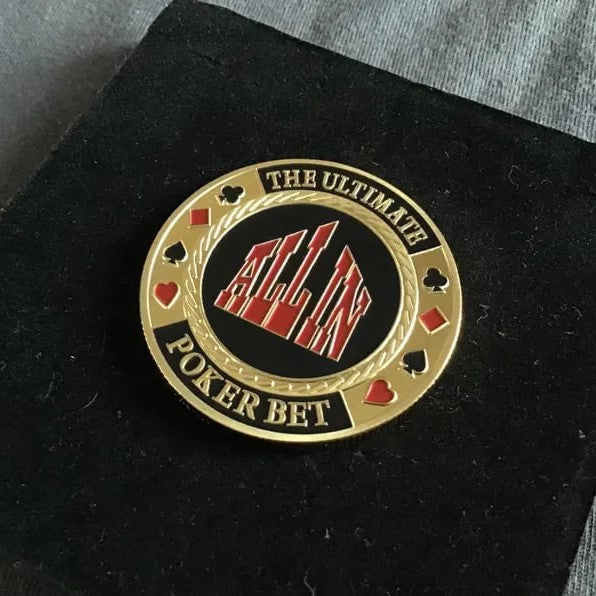 THE ULTIMATE
ALL IN
POKER BET